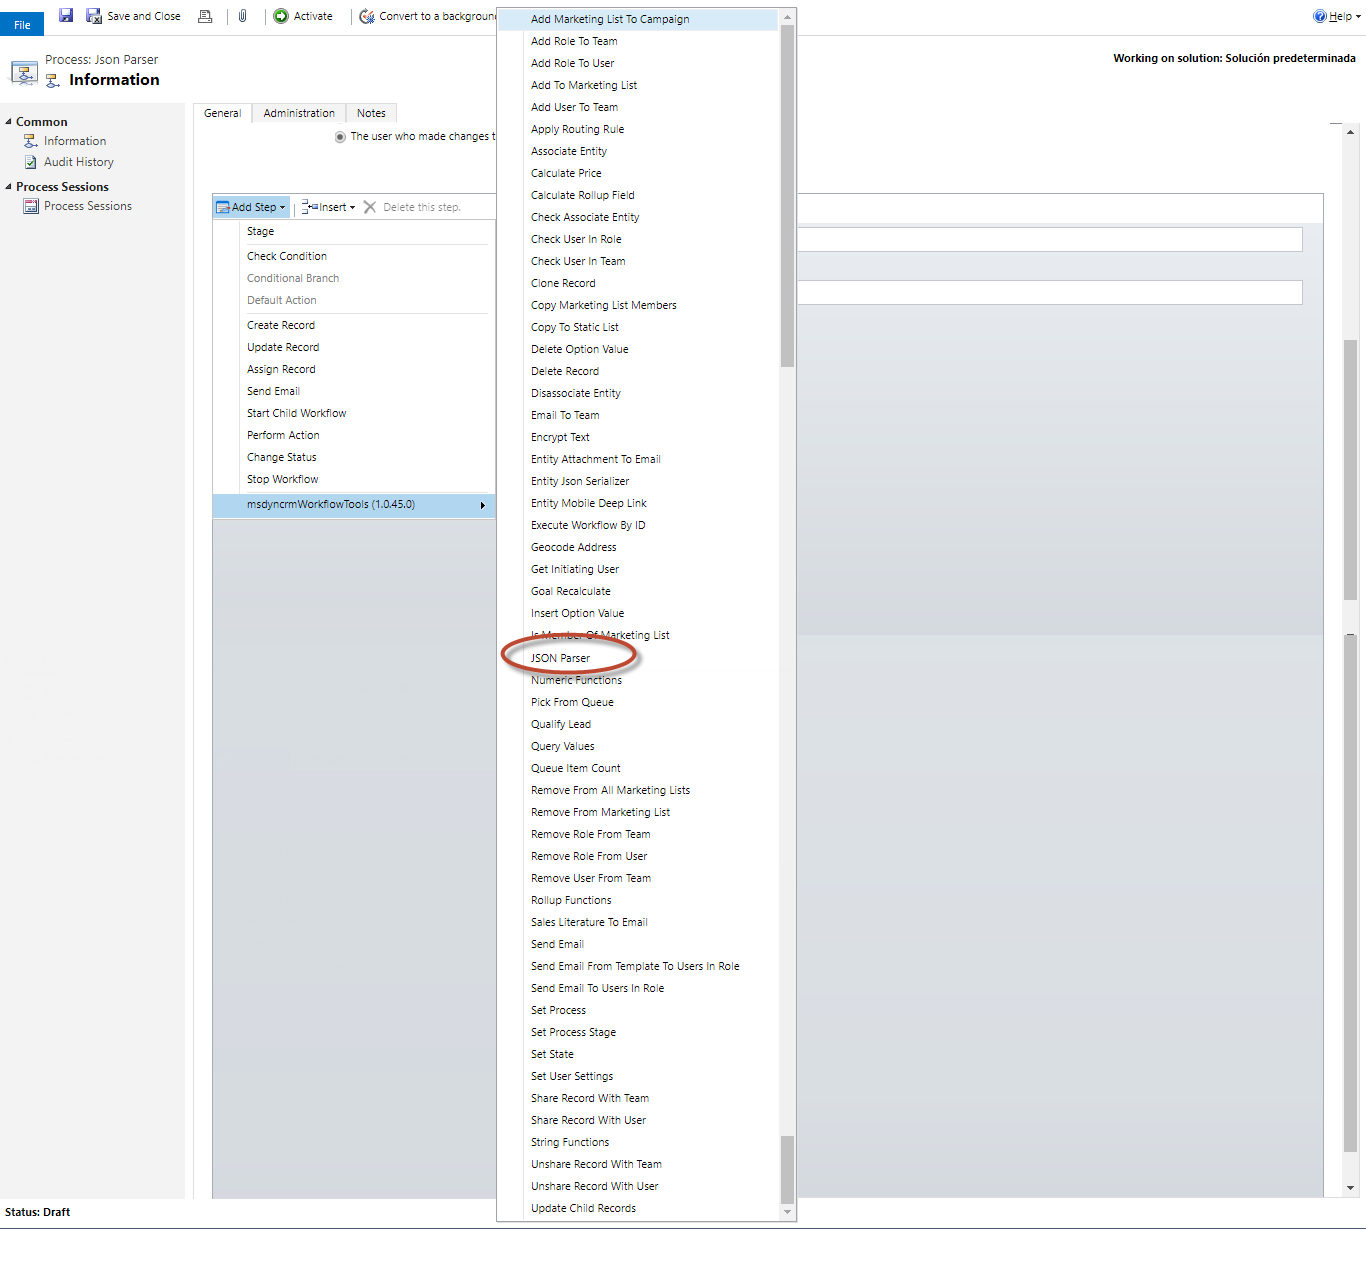 File
Save and Close
Activate
Convert to a background
Help
Process: Json Parser
Information
Working on solution: Solución predeterminada
Common
Information
Audit History
Process Sessions
Process Sessions
General
Administration
Notes
The user who made changes t
Add Step
Insert
Delete this step.
Stage
Check Condition
Conditional Branch
Default Action
Create Record
Update Record
Assign Record
Send Email
Start Child Workflow
Perform Action
Change Status
Stop Workflow
msdyncrmWorkflowTools (1.0.45.0)
Add Marketing List To Campaign
Add Role To Team
Add Role To User
Add To Marketing List
Add User To Team
Apply Routing Rule
Associate Entity
Calculate Price
Calculate Rollup Field
Check Associate Entity
Check User In Role
Check User In Team
Clone Record
Copy Marketing List Members
Copy To Static List
Delete Option Value
Delete Record
Disassociate Entity
Email To Team
Encrypt Text
Entity Attachment To Email
Entity Json Serializer
Entity Mobile Deep Link
Execute Workflow By ID
Geocode Address
Get Initiating User
Goal Recalculate
Insert Option Value
Is Member Of Marketing List
JSON Parser
Numeric Functions
Pick From Queue
Qualify Lead
Query Values
Queue Item Count
Remove From All Marketing Lists
Remove From Marketing List
Remove Role From Team
Remove Role From User
Remove User From Team
Rollup Functions
Sales Literature To Email
Send Email
Send Email From Template To Users In Role
Send Email To Users In Role
Set Process
Set Process Stage
Set State
Set User Settings
Share Record With Team
Share Record With User
String Functions
Unshare Record With Team
Unshare Record With User
Update Child Records
Status: Draft